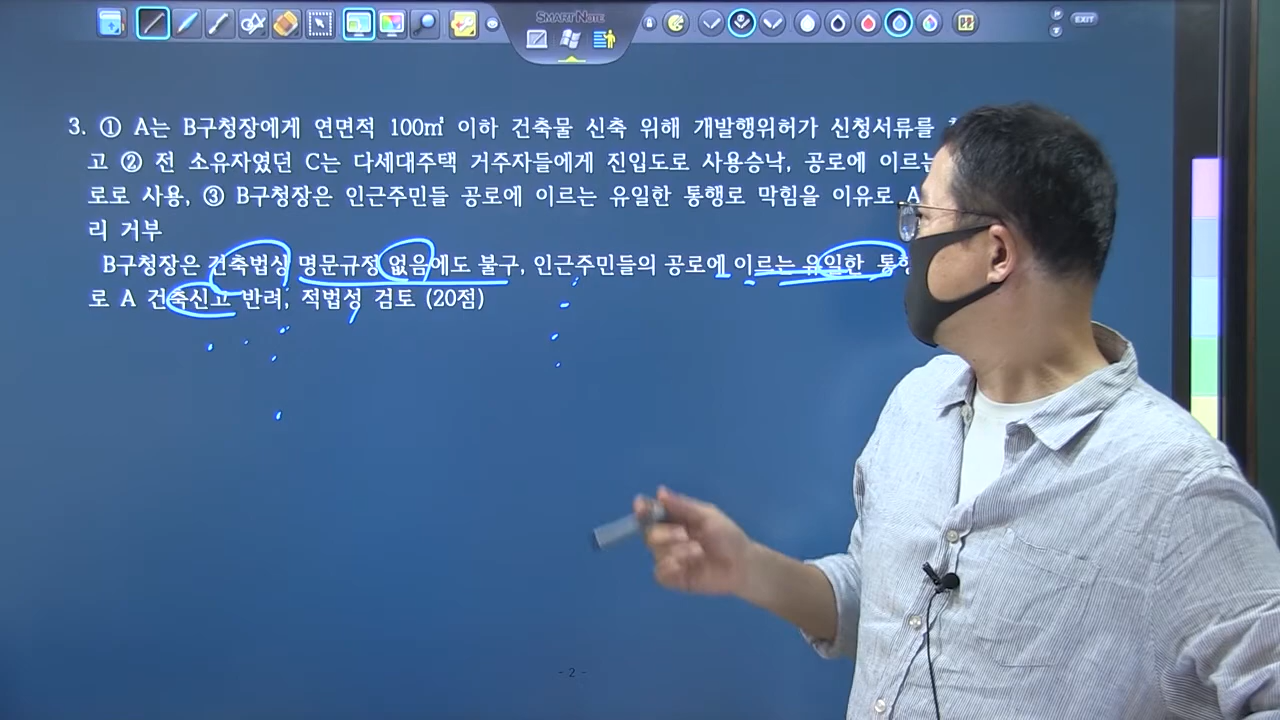 SMARTNOTE
EXIT
3. ① A는 B구청장에게 연면적 100㎡ 이하 건축물 신축 위해 개발행위허가 신청서류를
고 ② 전 소유자였던 C는 다세대주택 거주자들에게 진입도로 사용승낙, 공로에 이르는
로로 사용, ③ B구청장은 인근주민들 공로에 이르는 유일한 통행로 막힘을 이유로 A
리 거부
B구청장은 건축법상 명문규정 없음에도 불구, 인근주민들의 공로에 이르는 유일한
로 A 건축신고 반려, 적법성 검토 (20점)
- 2 -